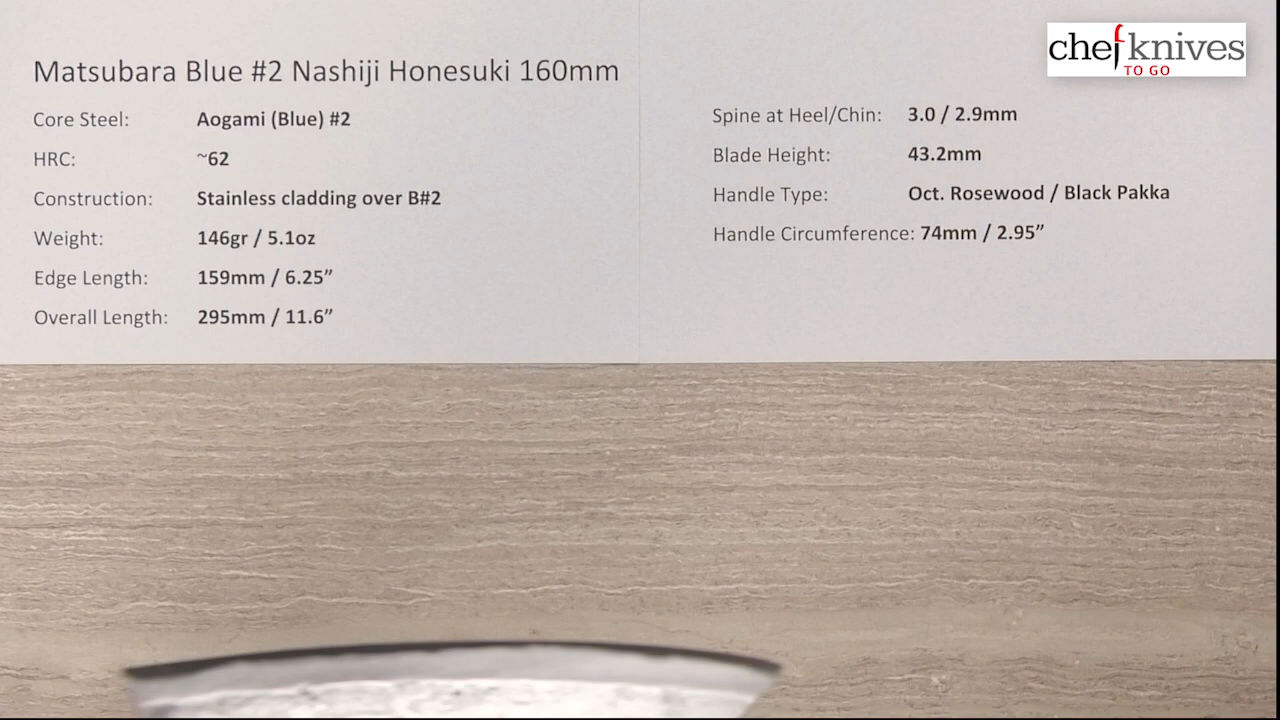 Matsubara Blue #2 Nashiji Honesuki 160mm
Core Steel: Aogami (Blue) #2
HRC: ~62
Construction: Stainless cladding over B#2
Weight: 146gr / 5.1oz
Edge Length: 159mm / 6.25”
Overall Length: 295mm / 11.6”
Spine at Heel/Chin: 3.0 / 2.9mm
Blade Height: 43.2mm
Handle Type: Oct. Rosewood / Black Pakka
Handle Circumference: 74mm / 2.95”
chefknives
TO GO